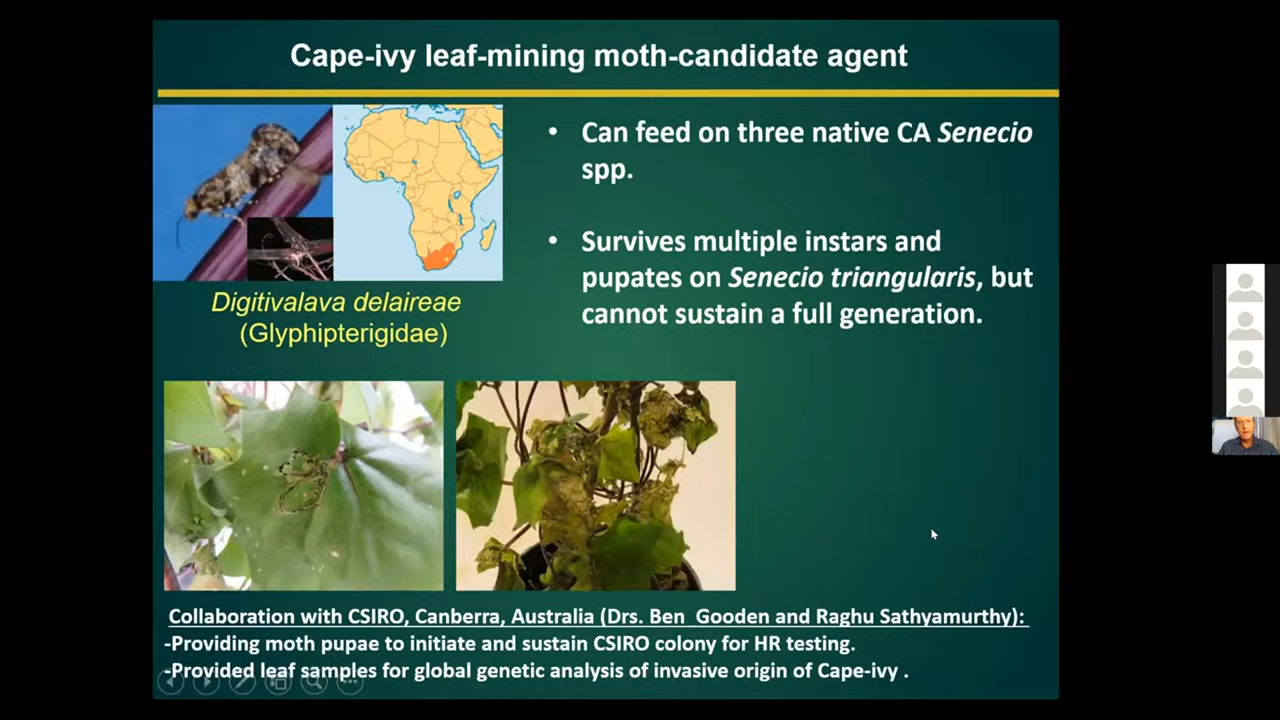 Cape-ivy leaf-mining moth-candidate agent
• Can feed on three native CA Senecio
spp.
• Survives multiple instars and
pupates on Senecio triangularis, but
cannot sustain a full generation.
Digitivalava delaireae
(Glyphipterigidae)
Collaboration with CSIRO, Canberra, Australia (Drs. Ben Gooden and Raghu Sathyamurthy):
-Providing moth pupae to initiate and sustain CSIRO colony for HR testing.
-Provided leaf samples for global genetic analysis of invasive origin of Cape-ivy .